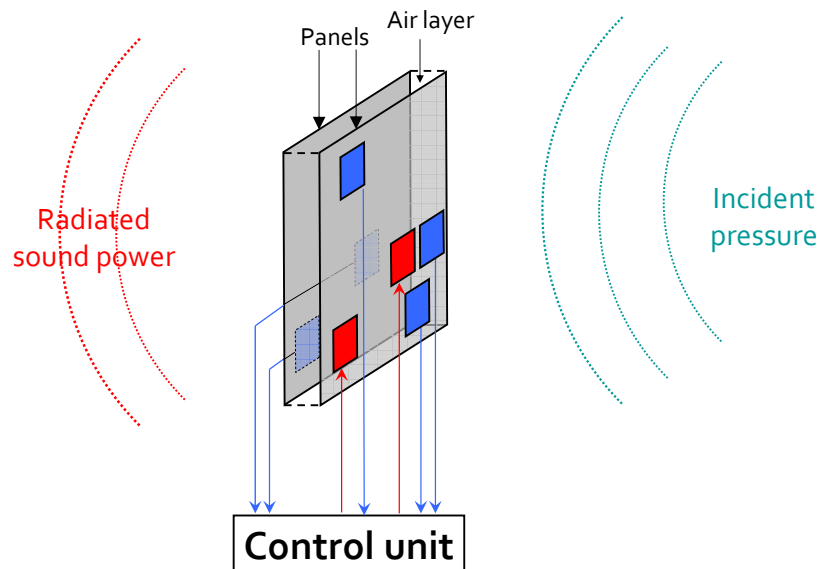 Air layer
Panels
Radiated
sound power
Incident
pressure
Control unit